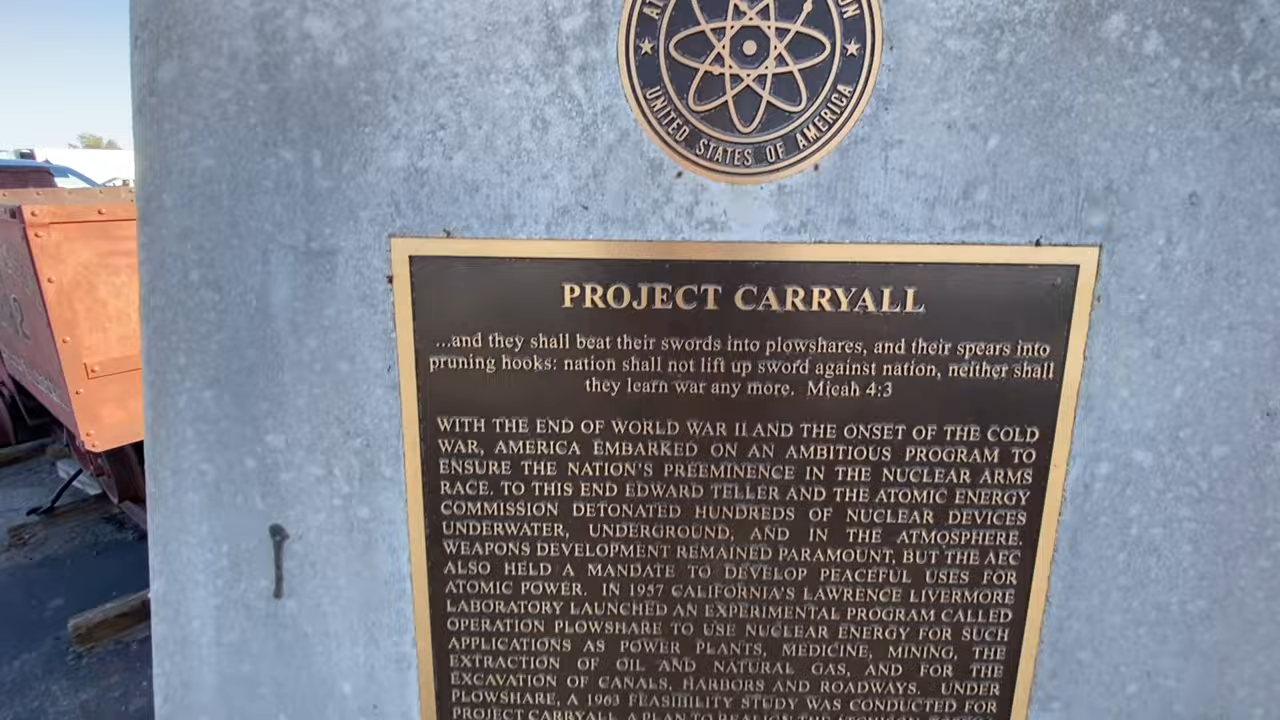 AT ON
UNITED STATES OF AMERICA
PROJECT CARRYALL
...and they shall beat their swords into plowshares, and their spears into
pruning hooks: nation shall not lift up sword against nation, neither shall
they learn war any more. Micah 4:3
WITH THE END OF WORLD WAR II AND THE ONSET OF THE COLD
WAR, AMERICA EMBARKED ON AN AMBITIOUS PROGRAM TO
ENSURE THE NATION'S PREEMINENCE IN THE NUCLEAR ARMS
RACE. TO THIS END EDWARD TELLER AND THE ATOMIC ENERGY
COMMISSION DETONATED HUNDREDS OF NUCLEAR DEVICES
UNDERWATER, UNDERGROUND, AND IN THE ATMOSPHERE.
WEAPONS DEVELOPMENT REMAINED PARAMOUNT, BUT THE AEC
ALSO HELD A MANDATE TO DEVELOP PEACEFUL USES FOR
ATOMIC POWER. IN 1957 CALIFORNIA'S LAWRENCE LIVERMORE
LABORATORY LAUNCHED AN EXPERIMENTAL PROGRAM CALLED
OPERATION PLOWSHARE TO USE NUCLEAR ENERGY FOR SUCH
APPLICATIONS AS POWER PLANTS, MEDICINE, MINING, THE
EXTRACTION OF OIL AND NATURAL GAS, AND FOR THE
EXCAVATION OF CANALS, HARBORS AND ROADWAYS. UNDER
PLOWSHARE, A 1963 FEASIBILITY STUDY WAS CONDUCTED FOR
PROJECT CARRYALL, A PLAN TO REALIGN THE ATCHISON,